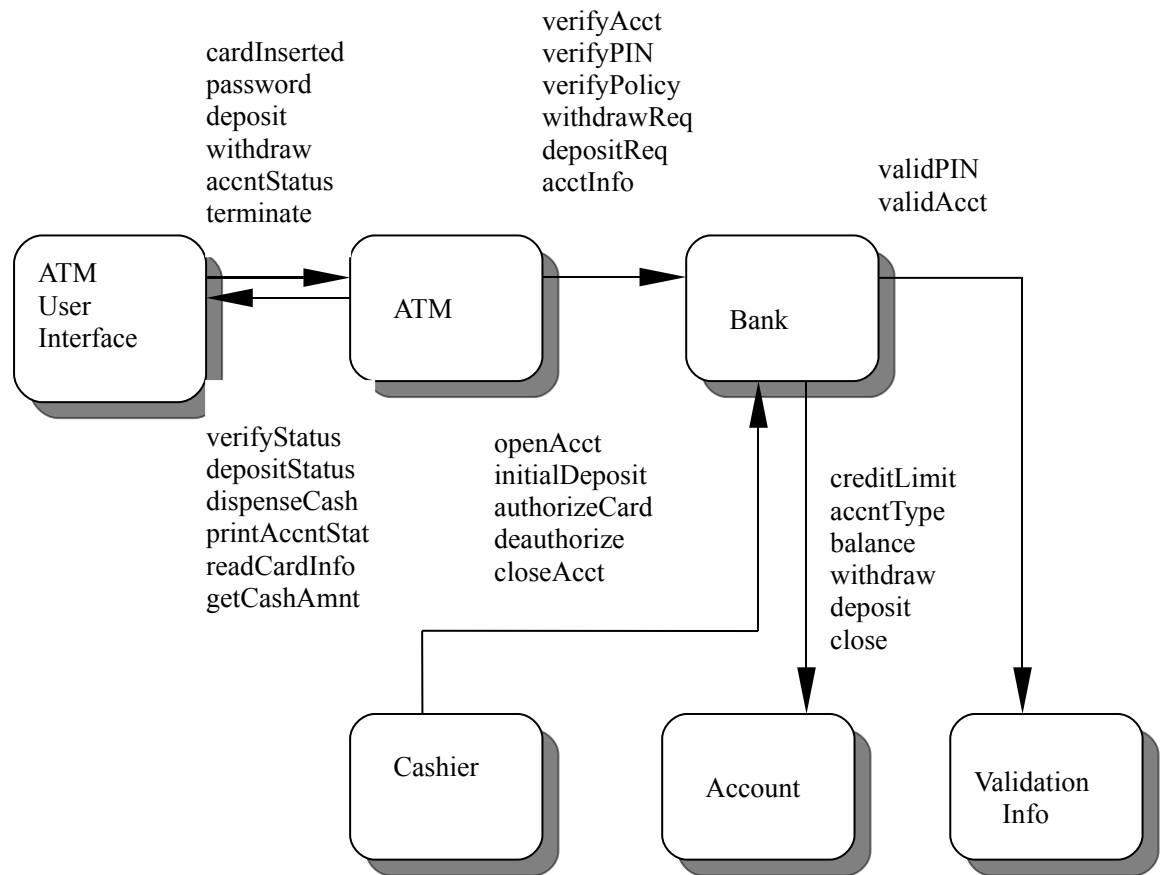 cardInserted
password
deposit
withdraw
accntStatus
terminate
verifyAcct
verifyPIN
verifyPolicy
withdrawReq
depositReq
acctInfo
validPIN
validAcct
ATM
User
Interface
ATM
Bank
verifyStatus
depositStatus
dispenseCash
printAccntStat
readCardInfo
getCashAmnt
openAcct
initialDeposit
authorizeCard
deauthorize
closeAcct
creditLimit
accntType
balance
withdraw
deposit
close
Cashier
Account
Validation
Info